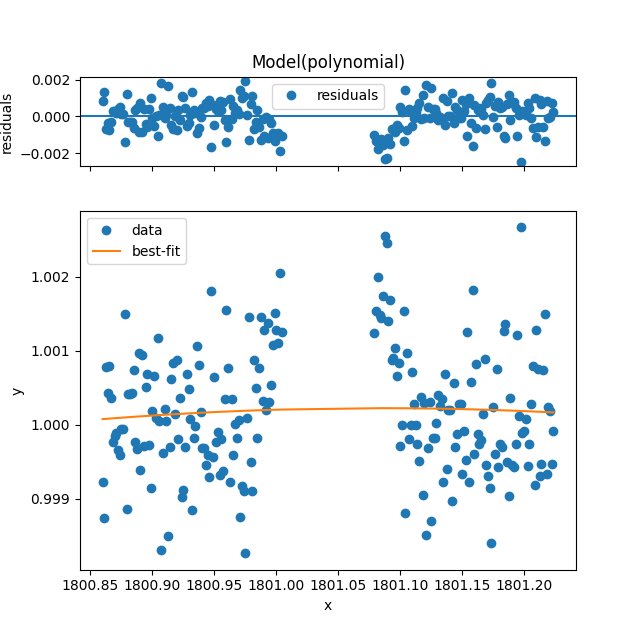 Model(polynomial)
0.002
0.000
−0.002
residuals
residuals
data
best-fit
1.002
1.001
1.000
0.999
y
1800.85 1800.90 1800.95 1801.00 1801.05 1801.10 1801.15 1801.20
x